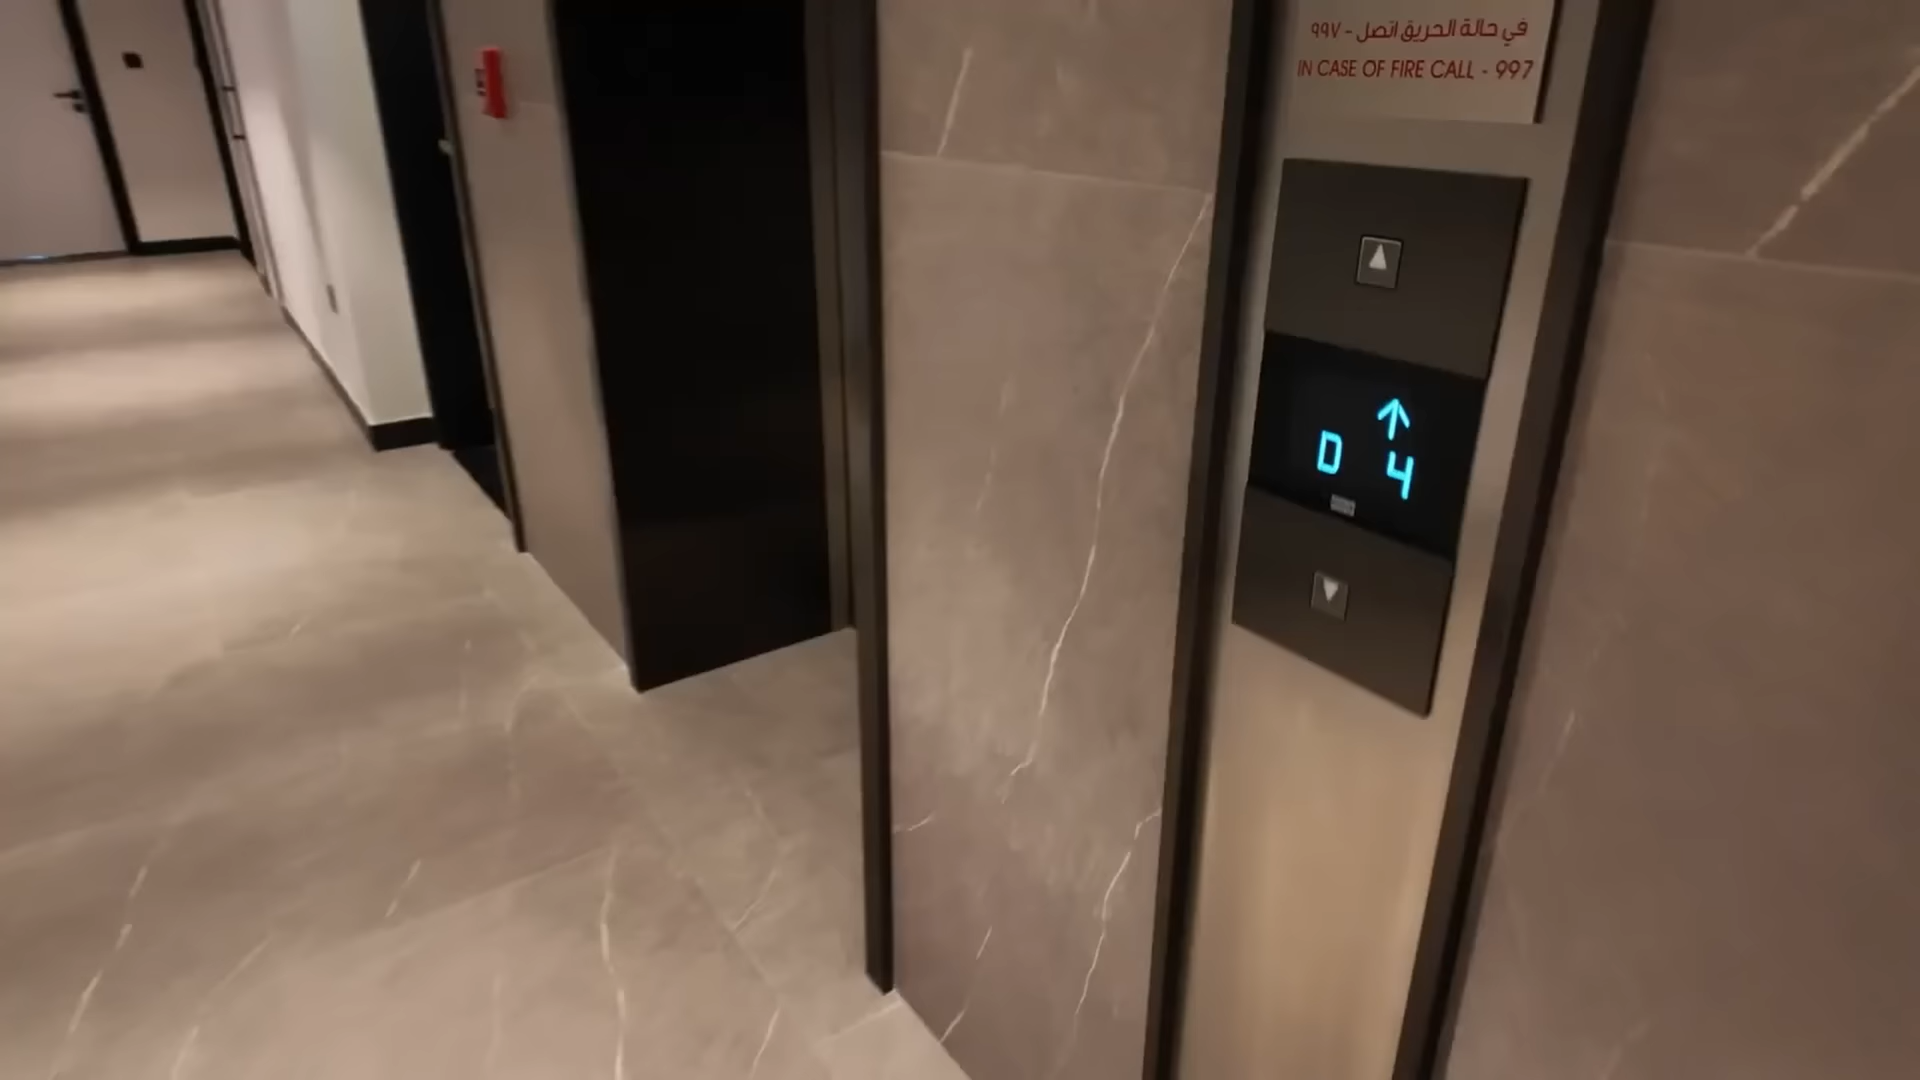 في حالة الحريق اتصل - ٩٩٧
IN CASE OF FIRE CALL - 997
D 4